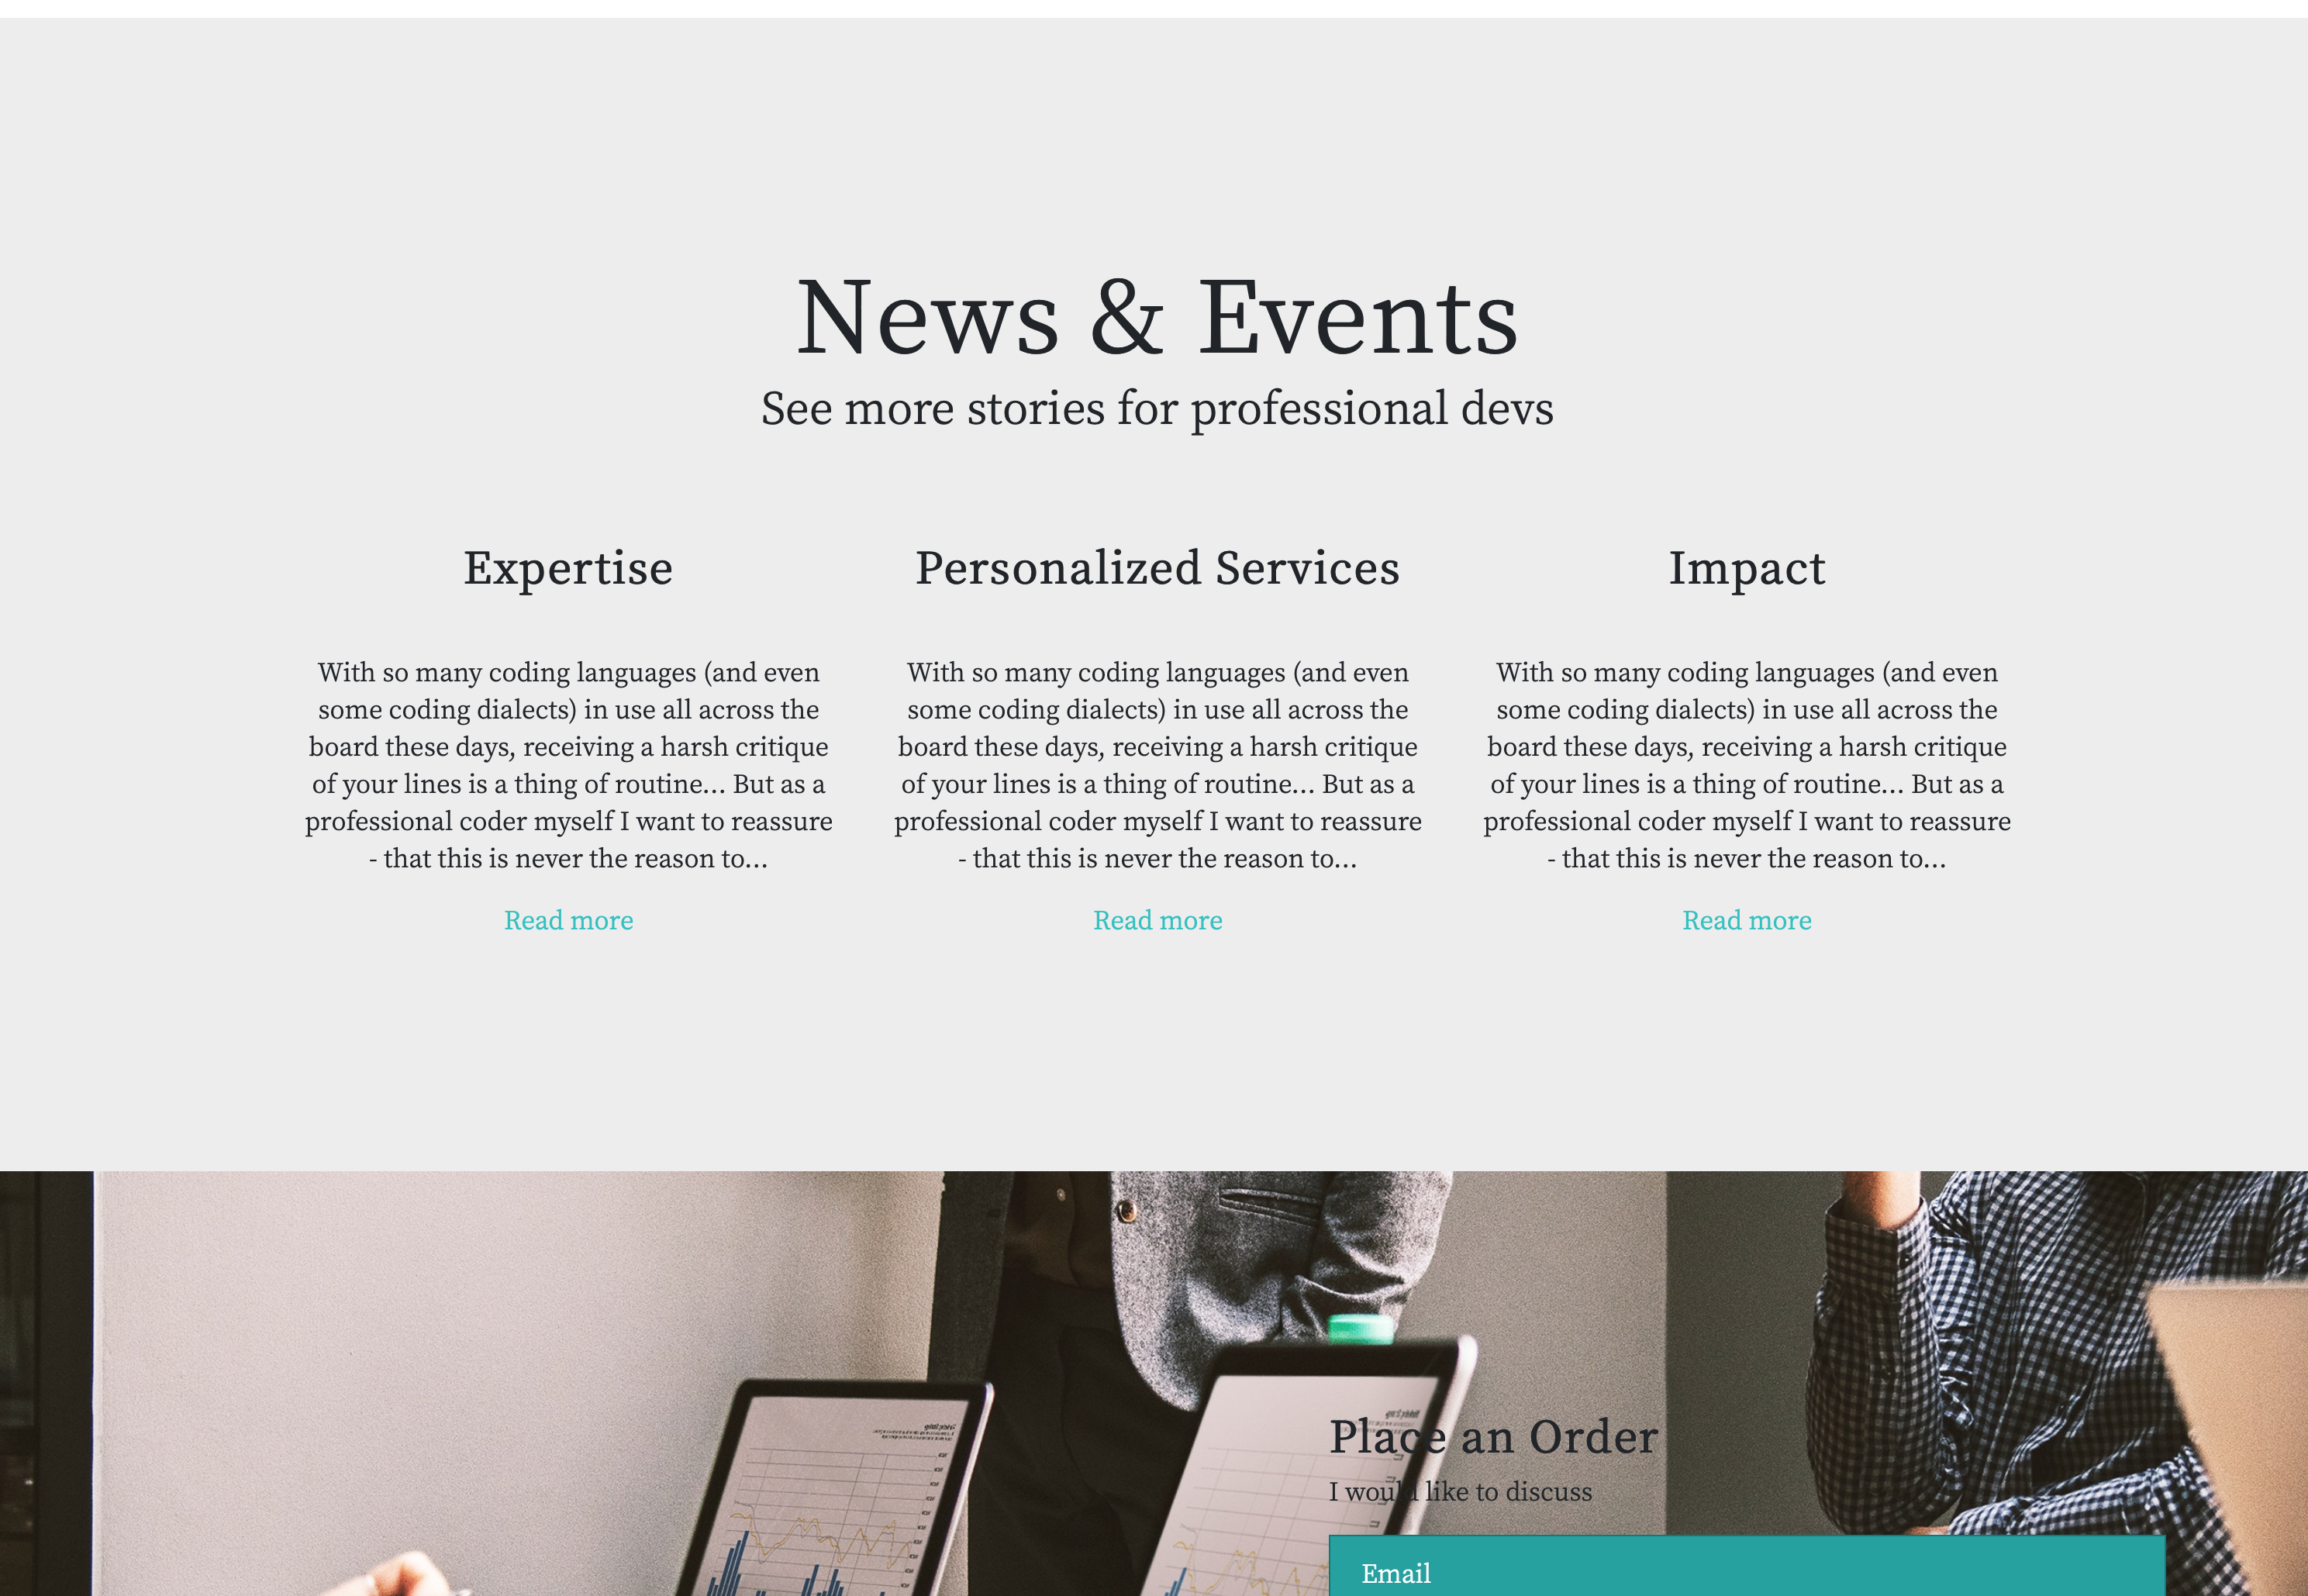 News & Events
See more stories for professional devs
Expertise
With so many coding languages (and even
some coding dialects) in use all across the
board these days, receiving a harsh critique
of your lines is a thing of routine… But as a
professional coder myself I want to reassure
- that this is never the reason to…
Read more
Personalized Services
With so many coding languages (and even
some coding dialects) in use all across the
board these days, receiving a harsh critique
of your lines is a thing of routine… But as a
professional coder myself I want to reassure
- that this is never the reason to…
Read more
Impact
With so many coding languages (and even
some coding dialects) in use all across the
board these days, receiving a harsh critique
of your lines is a thing of routine… But as a
professional coder myself I want to reassure
- that this is never the reason to…
Read more
Place an Order
I would like to discuss
Email